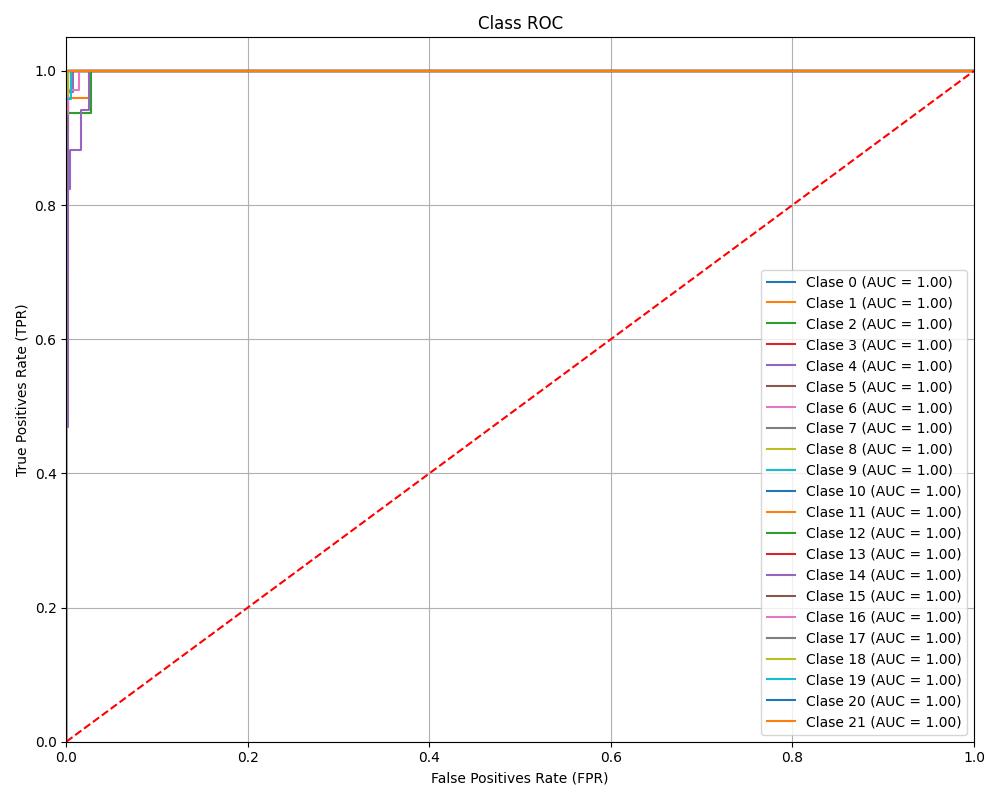 Class ROC
True Positives Rate (TPR)
1.0
0.8
0.6
0.4
0.2
0.0
0.0 0.2 0.4 0.6 0.8 1.0
False Positives Rate (FPR)
Clase 0 (AUC = 1.00)
Clase 1 (AUC = 1.00)
Clase 2 (AUC = 1.00)
Clase 3 (AUC = 1.00)
Clase 4 (AUC = 1.00)
Clase 5 (AUC = 1.00)
Clase 6 (AUC = 1.00)
Clase 7 (AUC = 1.00)
Clase 8 (AUC = 1.00)
Clase 9 (AUC = 1.00)
Clase 10 (AUC = 1.00)
Clase 11 (AUC = 1.00)
Clase 12 (AUC = 1.00)
Clase 13 (AUC = 1.00)
Clase 14 (AUC = 1.00)
Clase 15 (AUC = 1.00)
Clase 16 (AUC = 1.00)
Clase 17 (AUC = 1.00)
Clase 18 (AUC = 1.00)
Clase 19 (AUC = 1.00)
Clase 20 (AUC = 1.00)
Clase 21 (AUC = 1.00)